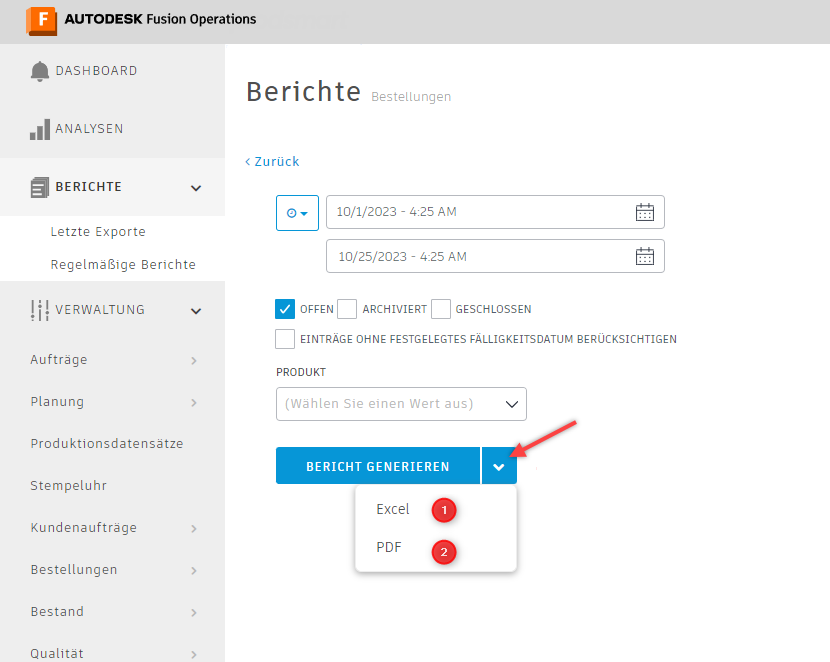 F AUTODESK Fusion Operations
DASHBOARD
ANALYSEN
BERICHTE
Letzte Exporte
Regelmäßige Berichte
VERWALTUNG
Aufträge
Planung
Produktionsdatensätze
Stempeluhr
Kundenaufträge
Bestellungen
Bestand
Qualität
Berichte Bestellungen
< Zurück
10/1/2023 - 4:25 AM
10/25/2023 - 4:25 AM
OFFEN ARCHIVIERT GESCHLOSSEN
EINTRÄGE OHNE FESTGELEGTES FÄLLIGKEITSDATUM BERÜCKSICHTIGEN
PRODUKT
(Wählen Sie einen Wert aus)
BERICHT GENERIEREN
Excel 1
PDF 2